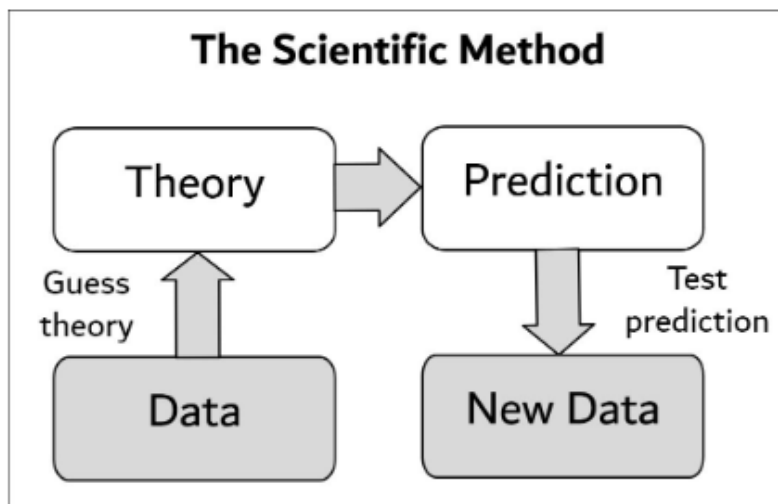 The Scientific Method
Theory
Prediction
Guess
theory
Test
prediction
Data
New Data